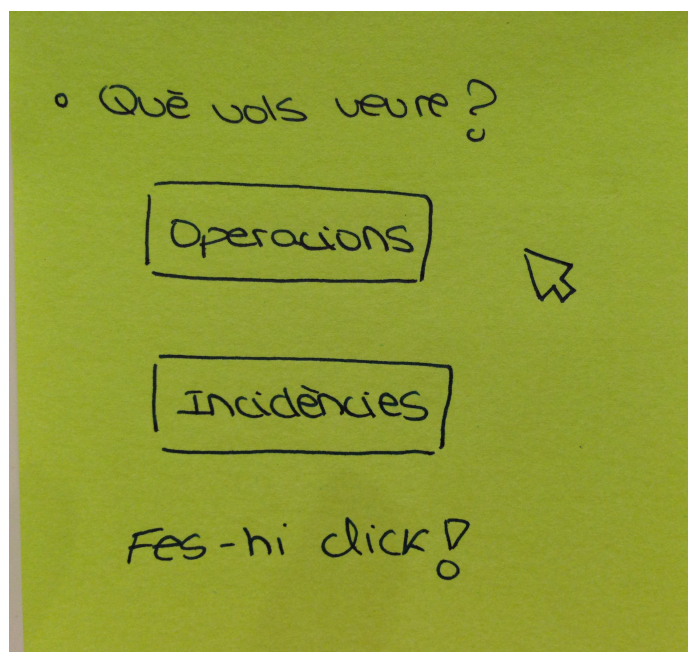 • Què vols veure?
Operacions
Incidències
Fes-hi click!